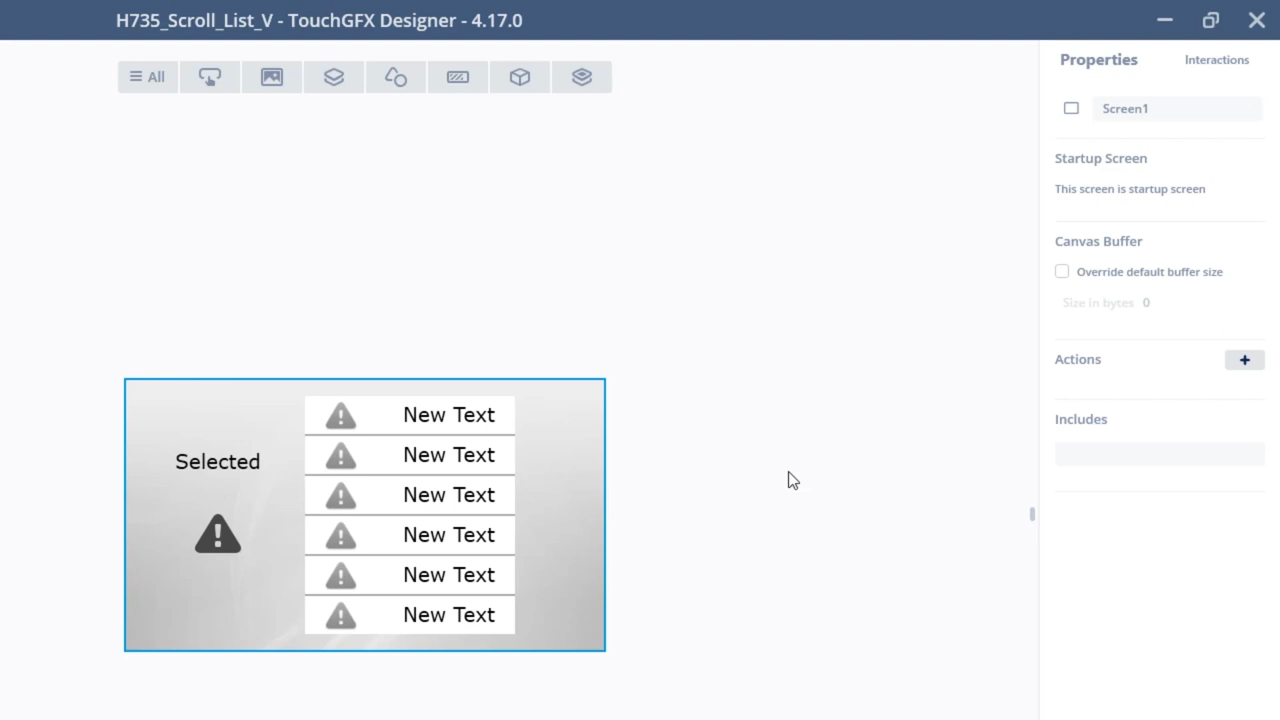 H735_Scroll_List_V - TouchGFX Designer - 4.17.0
All
Properties
Interactions
Screen1
Startup Screen
This screen is startup screen
Canvas Buffer
Override default buffer size
Size in bytes 0
Actions
+
Includes
Selected
New Text
New Text
New Text
New Text
New Text
New Text